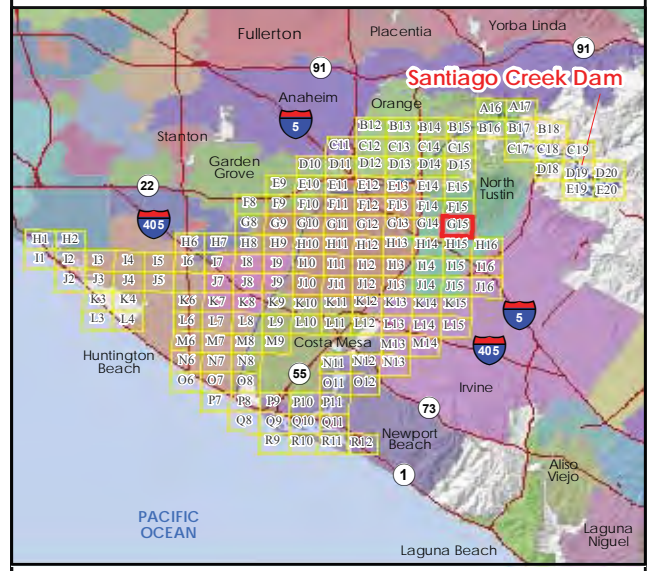 Fullerton
Placentia
Yorba Linda
91
91
Santiago Creek Dam
Anaheim
5
Orange
A16 A17
B12 B13 B14 B15 B16 B17 B18
Stanton
C11 C12 C13 C14 C15 C17 C18 C19
Garden
Grove
D10 D11 D12 D13 D14 D15 D18 D19 D20
22
E9 E10 E11 E12 E13 E14 E15 E19 E20
North
Tustin
F8 F9 F10 F11 F12 F13 F14 F15
405
G8 G9 G10 G11 G12 G13 G14 G15
H1 H2 H6 H7 H8 H9 H10 H11 H12 H13 H14 H15 H16
I1 I2 I3 I4 I5 I6 I7 I8 I9 I10 I11 I12 I13 I14 I15 I16
J2 J3 J4 J5 J7 J8 J9 J10 J11 J12 J13 J14 J15 J16
K3 K4 K6 K7 K8 K9 K10 K11 K12 K13 K14 K15
5
L3 L4 L6 L7 L8 L9 L10 L11 L12 L13 L14 L15
M6 M7 M8 M9 Costa Mesa M13 M14
405
Huntington
Beach
N6 N7 N8 N11 N12 N13
55
O6 O7 O8 O11 O12
Irvine
P7 P8 P9 P10 P11
73
Q8 Q9 Q10 Q11
Newport
Beach
R9 R10 R11 R12
1
Aliso
Viejo
PACIFIC
OCEAN
Laguna
Niguel
Laguna Beach